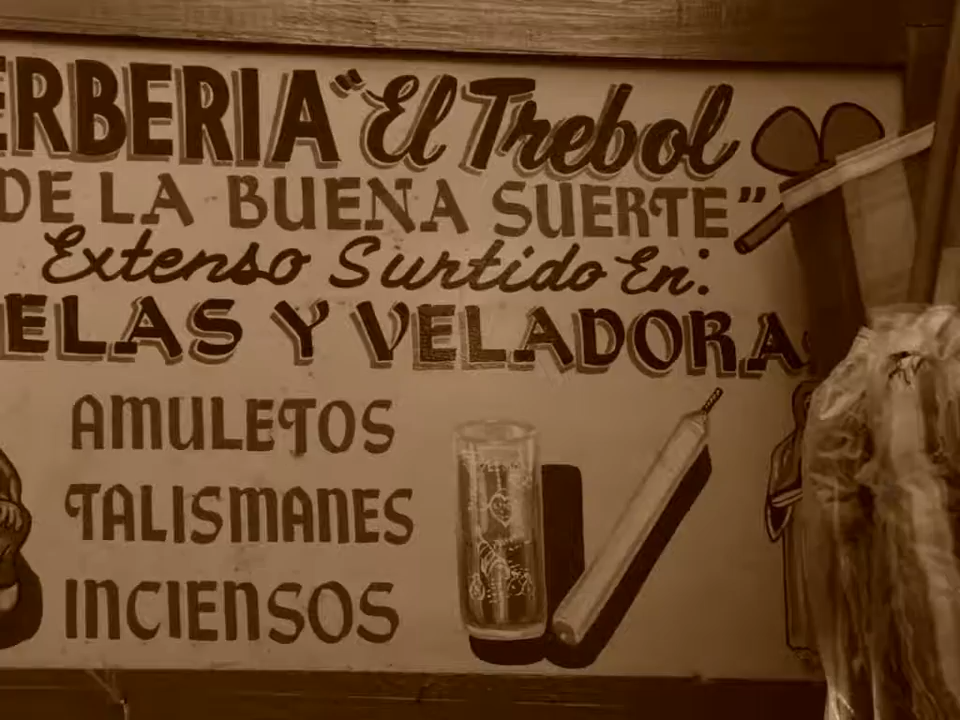 ERBERIA "El Trebol
DE LA BUENA SUERTE"
Extenso Surtido En:
ELAS Y VELADORA
AMULETOS
TALISMANES
INCIENSOS